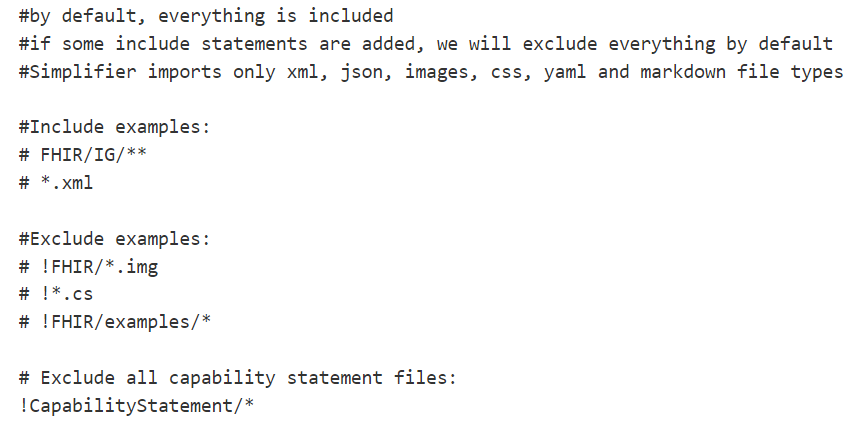 #by default, everything is included
#if some include statements are added, we will exclude everything by default
#Simplifier imports only xml, json, images, css, yaml and markdown file types
#Include examples:
# FHIR/IG/**
# *.xml
#Exclude examples:
# !FHIR/*.img
# !*.cs
# !FHIR/examples/*
# Exclude all capability statement files:
!CapabilityStatement/*